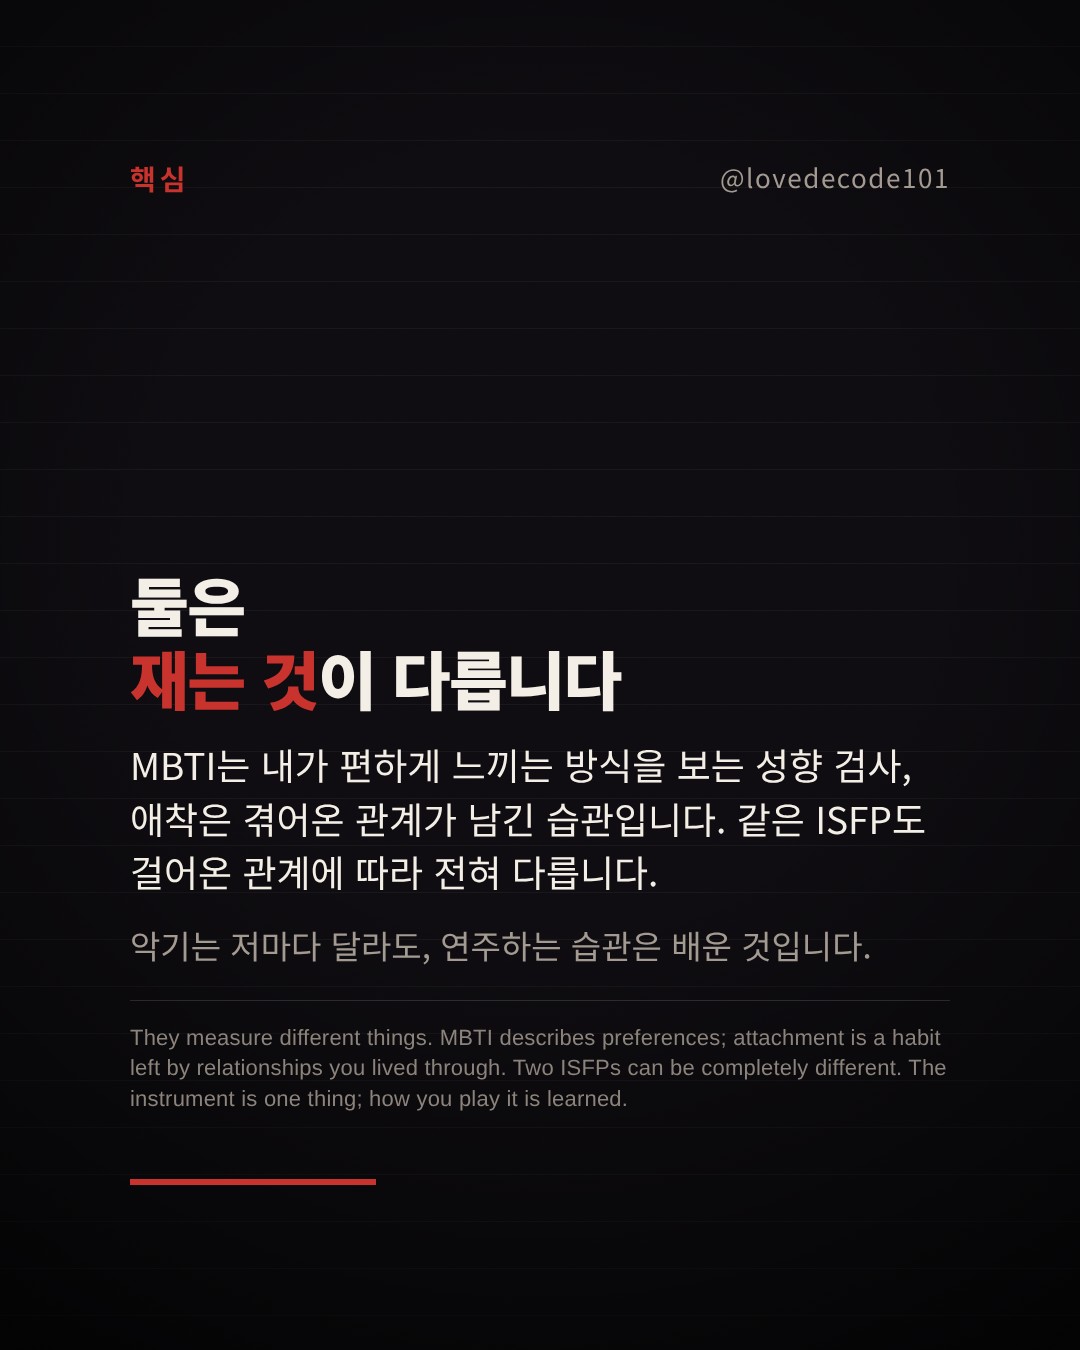 핵심
@lovedecode101
둘은
재는 것이 다릅니다
MBTI는 내가 편하게 느끼는 방식을 보는 성향 검사,
애착은 겪어온 관계가 남긴 습관입니다. 같은 ISFP도
걸어온 관계에 따라 전혀 다릅니다.
악기는 저마다 달라도, 연주하는 습관은 배운 것입니다.
They measure different things. MBTI describes preferences; attachment is a habit
left by relationships you lived through. Two ISFPs can be completely different. The
instrument is one thing; how you play it is learned.